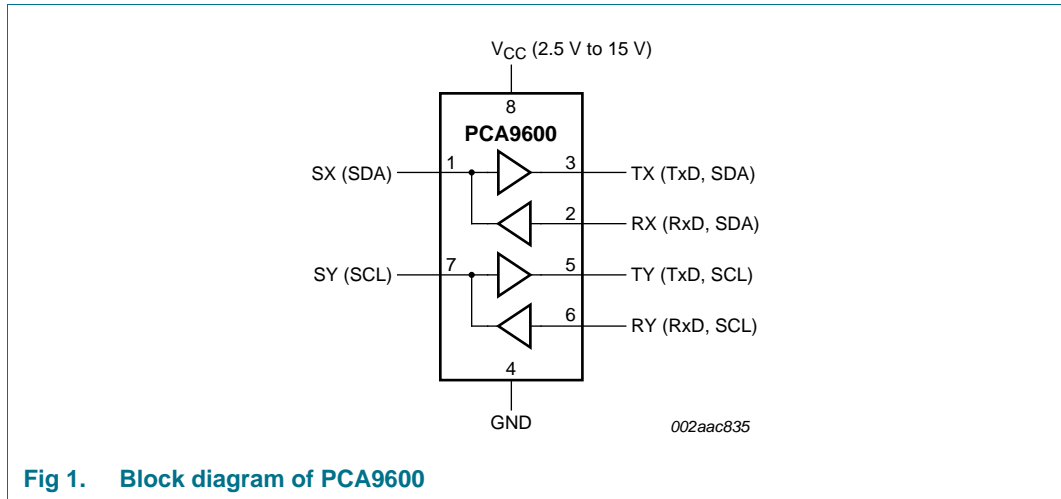 VCC (2.5 V to 15 V)
8
PCA9600
SX (SDA) 1 3 TX (TxD, SDA)
2 RX (RxD, SDA)
SY (SCL) 7 5 TY (TxD, SCL)
6 RY (RxD, SCL)
4
GND
002aac835
Fig 1. Block diagram of PCA9600